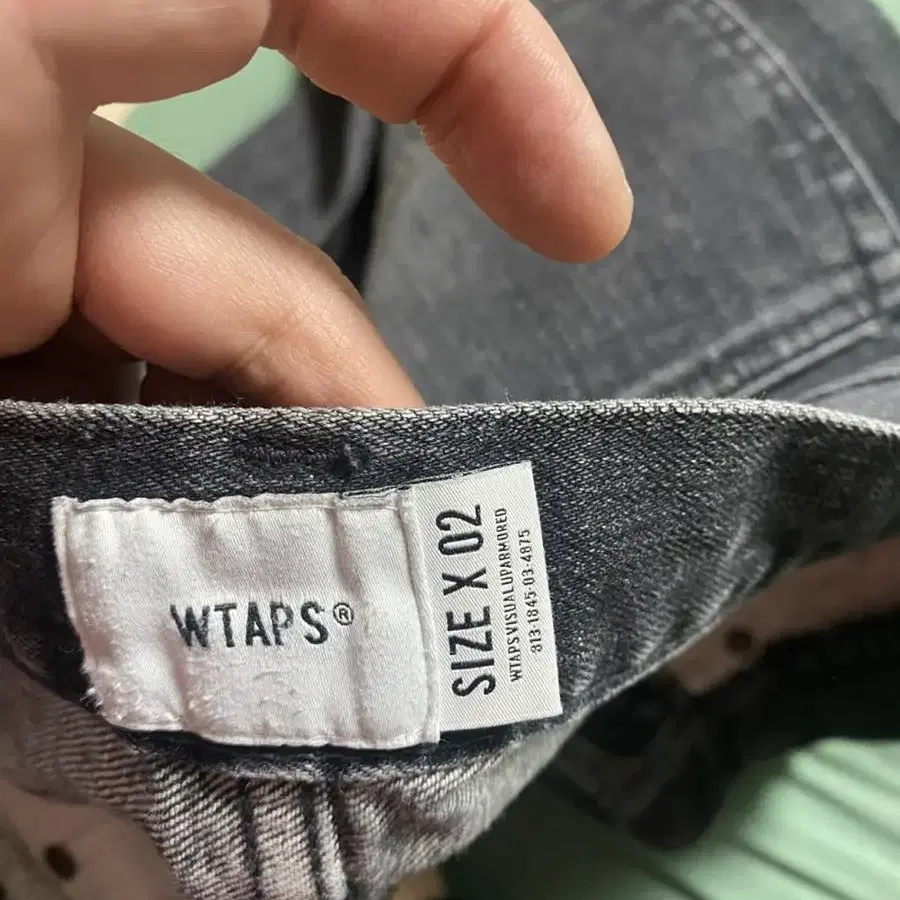 WTAPS®
SIZE X 02
WTAPSVISUALUPARMORED
813-1845-03-4875